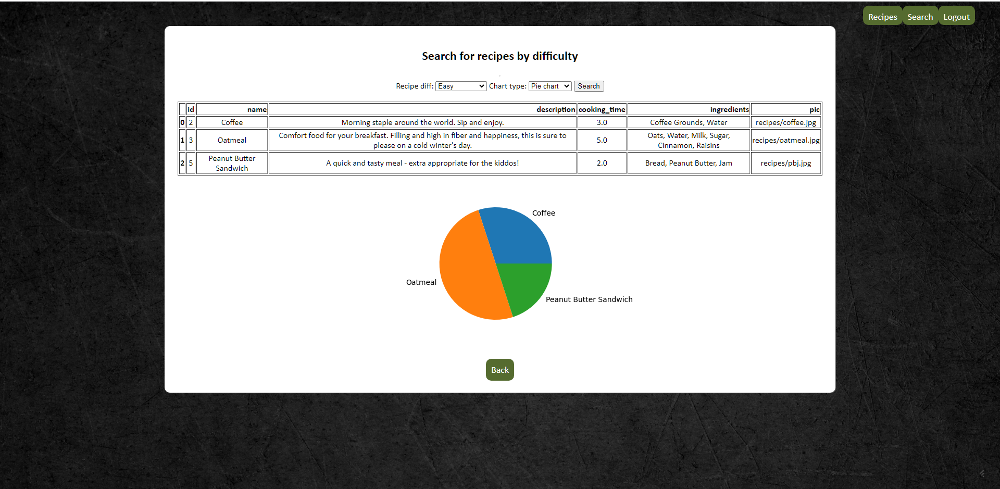 Recipes Search Logout
Search for recipes by difficulty
Recipe diff: Easy Chart type: Pie chart Search
id name description cooking_time ingredients pic
0 2 Coffee Morning staple around the world. Sip and enjoy. 3.0 Coffee Grounds, Water recipes/coffee.jpg
1 3 Oatmeal Comfort food for your breakfast. Filling and high in fiber and happiness, this is sure to
please on a cold winter's day. 5.0 Oats, Water, Milk, Sugar,
Cinnamon, Raisins recipes/oatmeal.jpg
2 5 Peanut Butter
Sandwich A quick and tasty meal - extra appropriate for the kiddos! 2.0 Bread, Peanut Butter, Jam recipes/pbj.jpg
Coffee
Oatmeal
Peanut Butter Sandwich
Back